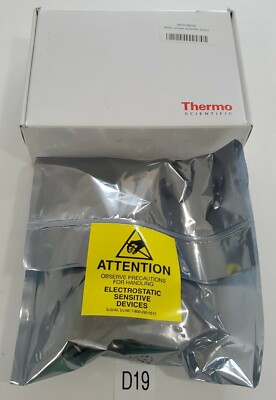 Thermo
SCIENTIFIC
ATTENTION
OBSERVE PRECAUTIONS
FOR HANDLING
ELECTROSTATIC
SENSITIVE
DEVICES
D19